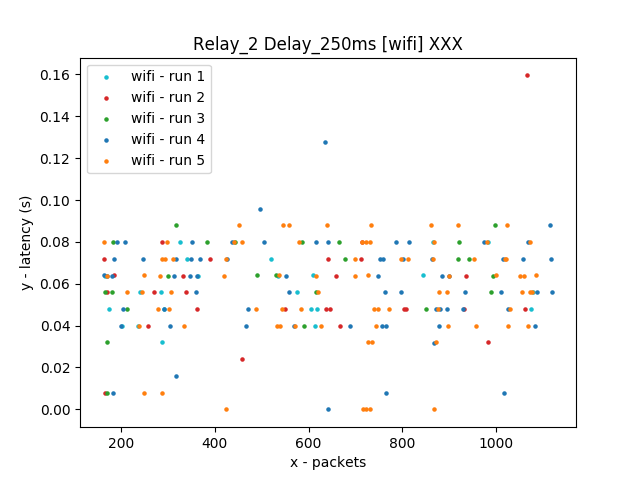 Relay_2 Delay_250ms [wifi] XXX
wifi - run 1
wifi - run 2
wifi - run 3
wifi - run 4
wifi - run 5
y - latency (s)
0.16
0.14
0.12
0.10
0.08
0.06
0.04
0.02
0.00
200 400 600 800 1000
x - packets